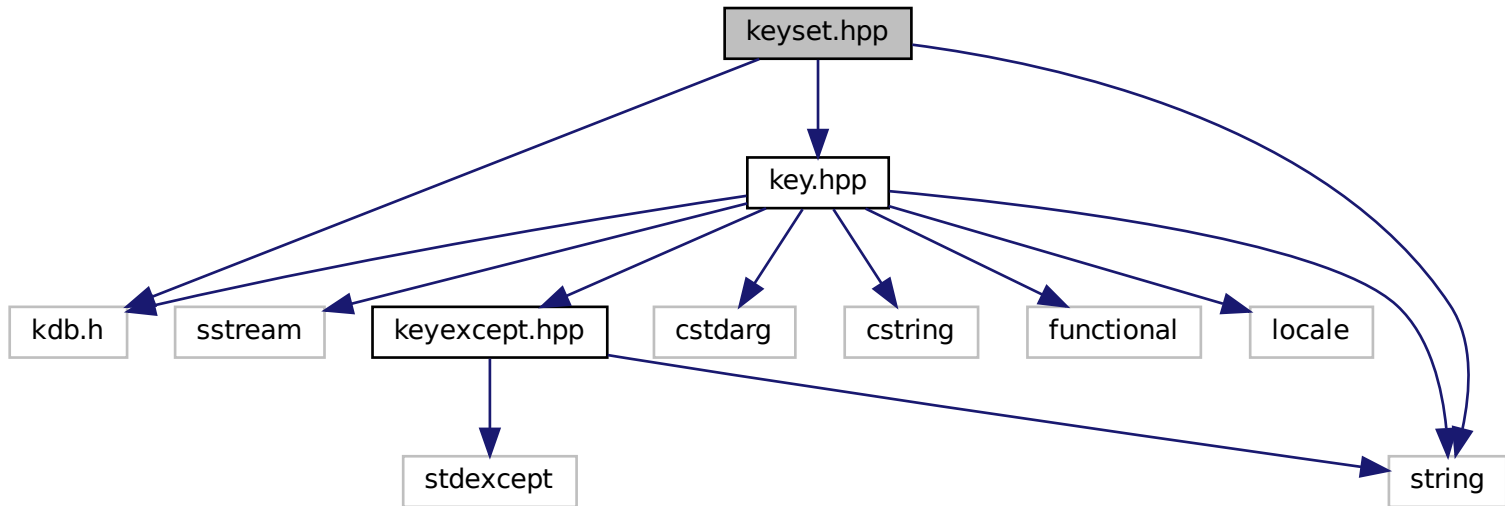 keyset.hpp
key.hpp
kdb.h
sstream
keyexcept.hpp
cstdarg
cstring
functional
locale
stdexcept
string